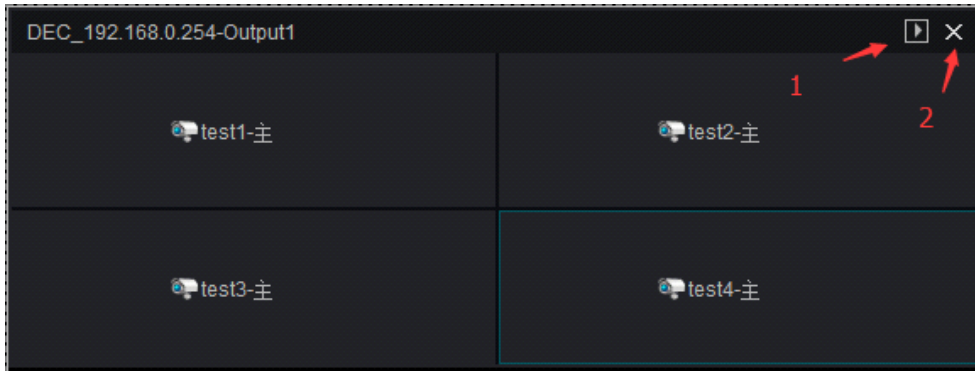 DEC_192.168.0.254-Output1
1
2
test1-主
test2-主
test3-主
test4-主